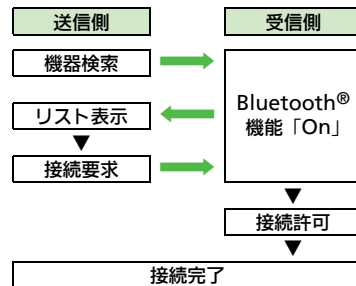 送信側
受信側
機器検索
Bluetooth®
機能「On」
リスト表示
▼
接続要求
▼
接続許可
▼
接続完了